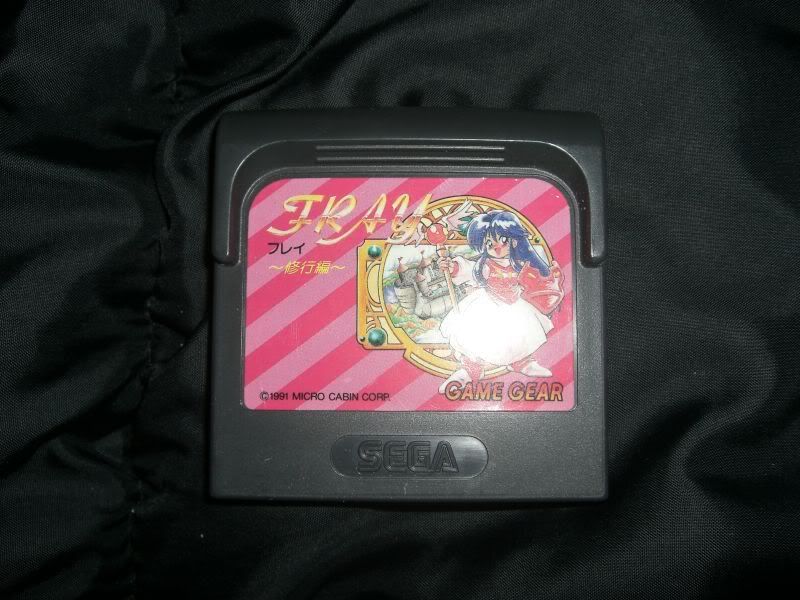 FRAY
フレイ
～修行編～
©1991 MICRO CABIN CORP.
GAME GEAR
SEGA